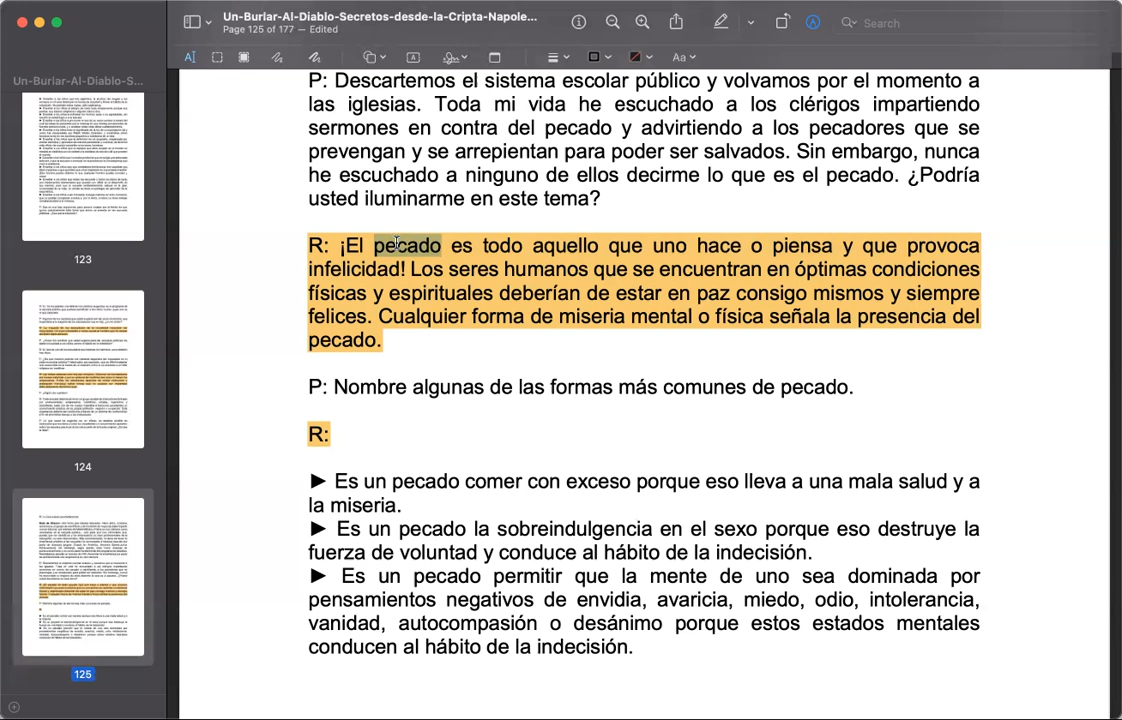 Un-Burlar-Al-Diablo-Secretos-desde-la-Cripta-Napole...
Page 125 of 177 — Edited
Search
Un-Burlar-Al-Diablo-S...
123
124
125
P: Descartemos el sistema escolar público y volvamos por el momento a
las iglesias. Toda mi vida he escuchado a los clérigos impartiendo
sermones en contra del pecado y advirtiendo a los pecadores que se
prevengan y se arrepientan para poder ser salvados. Sin embargo, nunca
he escuchado a ninguno de ellos decirme lo que es el pecado. ¿Podría
usted iluminarme en este tema?
R: ¡El pecado es todo aquello que uno hace o piensa y que provoca
infelicidad! Los seres humanos que se encuentran en óptimas condiciones
físicas y espirituales deberían de estar en paz consigo mismos y siempre
felices. Cualquier forma de miseria mental o física señala la presencia del
pecado.
P: Nombre algunas de las formas más comunes de pecado.
R:
► Es un pecado comer con exceso porque eso lleva a una mala salud y a
la miseria.
► Es un pecado la sobreindulgencia en el sexo porque eso destruye la
fuerza de voluntad y conduce al hábito de la indecisión.
► Es un pecado permitir que la mente de uno sea dominada por
pensamientos negativos de envidia, avaricia, miedo, odio, intolerancia,
vanidad, autocompasión o desánimo porque estos estados mentales
conducen al hábito de la indecisión.